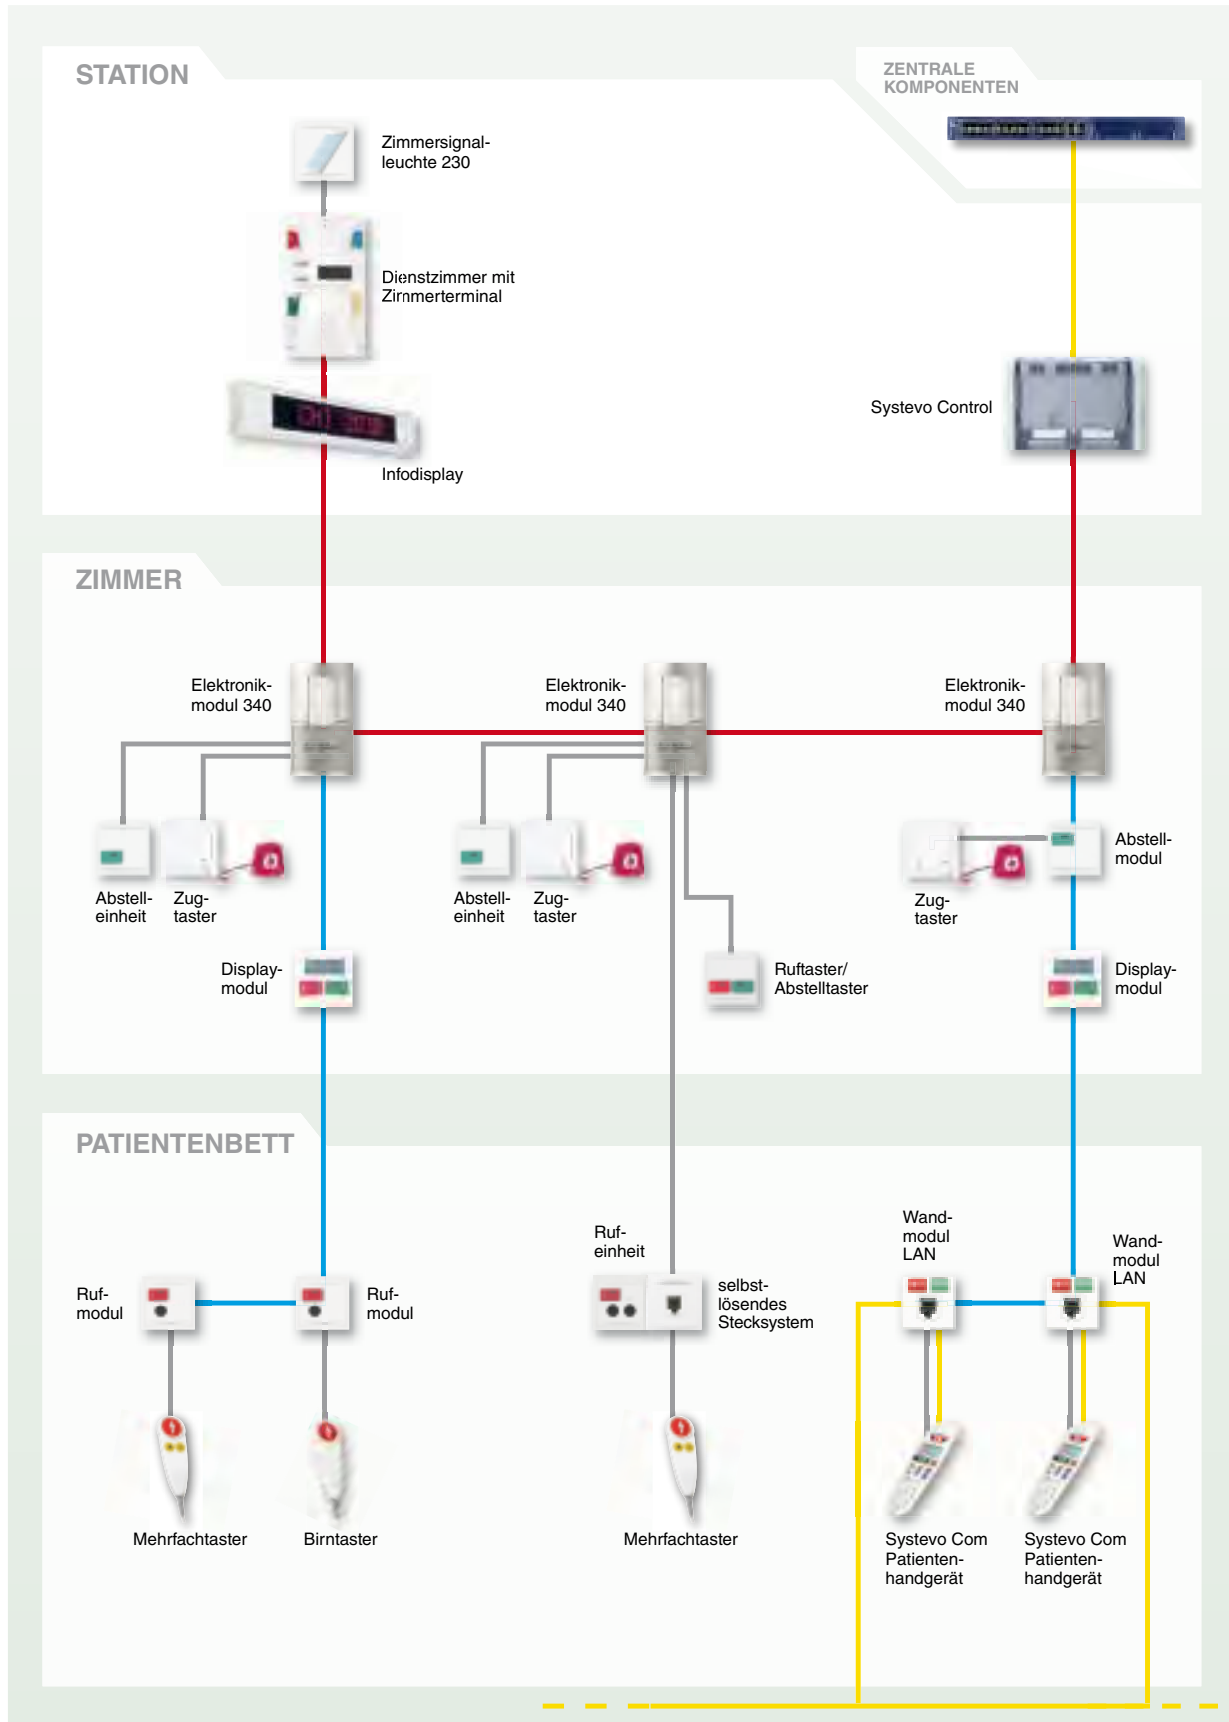 STATION
ZENTRALE
KOMPONENTEN
Zimmersignal-
leuchte 230
Dienstzimmer mit
Zimmerterminal
Systevo Control
Infodisplay
ZIMMER
Elektronik-
modul 340
Elektronik-
modul 340
Elektronik-
modul 340
Abstell-
einheit
Zug-
taster
Abstell-
einheit
Zug-
taster
Zug-
taster
Abstell-
modul
Display-
modul
Ruftaster/
Abstelltaster
Display-
modul
PATIENTENBETT
Ruf-
modul
Ruf-
modul
Ruf-
einheit
selbst-
lösendes
Stecksystem
Wand-
modul
LAN
Wand-
modul
LAN
Mehrfachtaster
Birntaster
Mehrfachtaster
Systevo Com
Patienten-
handgerät
Systevo Com
Patienten-
handgerät